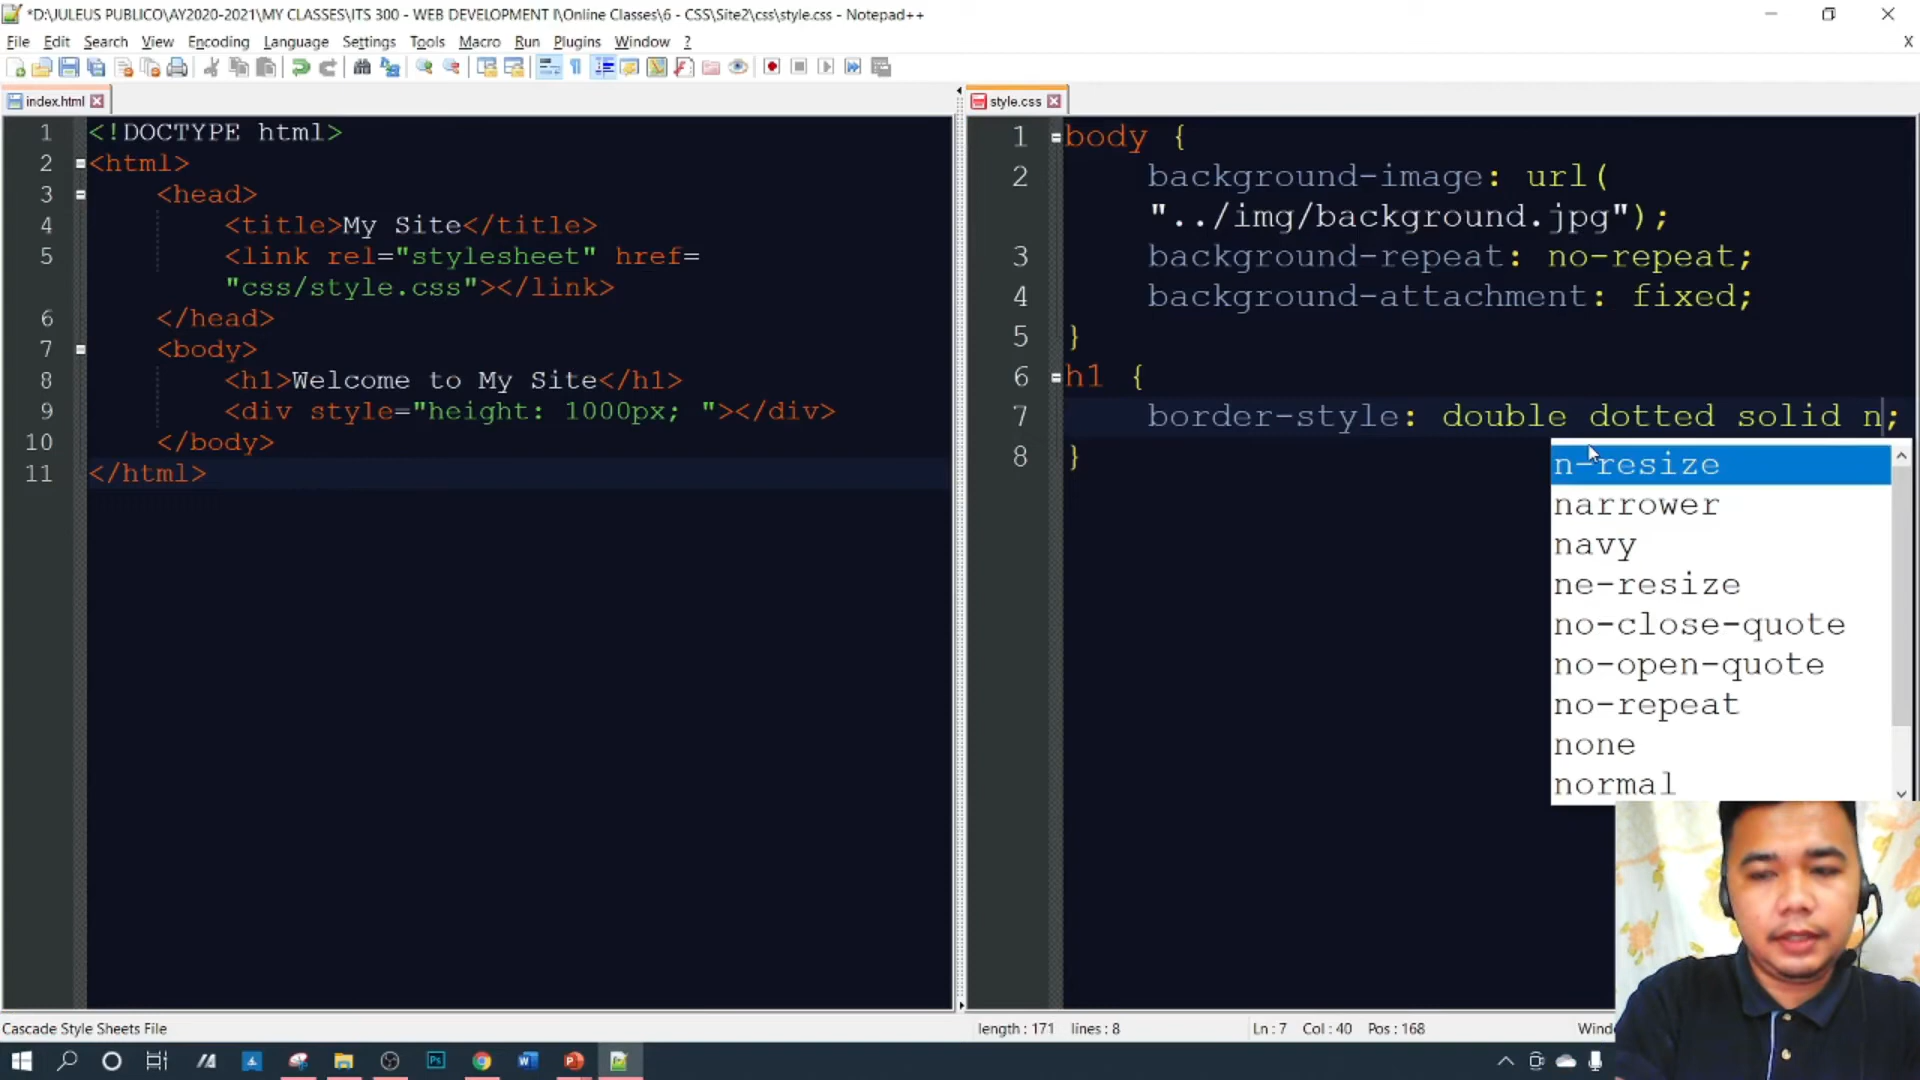 *D:\JULEUS PUBLICO\AY2020-2021\MY CLASSES\ITS 300 - WEB DEVELOPMENT I\Online Classes\6 - CSS\Site2\css\style.css - Notepad++
File Edit Search View Encoding Language Settings Tools Macro Run Plugins Window ? X
index.html
1 <!DOCTYPE html>
2 <html>
3 <head>
4 <title>My Site</title>
5 <link rel="stylesheet" href=
"css/style.css"></link>
6 </head>
7 <body>
8 <h1>Welcome to My Site</h1>
9 <div style="height: 1000px; "></div>
10 </body>
11 </html>
style.css
1 body {
2 background-image: url(
"../img/background.jpg");
3 background-repeat: no-repeat;
4 background-attachment: fixed;
5 }
6 h1 {
7 border-style: double dotted solid n;
8 }
n-resize
narrower
navy
ne-resize
no-close-quote
no-open-quote
no-repeat
none
normal
Cascade Style Sheets File length : 171 lines : 8 Ln : 7 Col : 40 Pos : 168 Windo